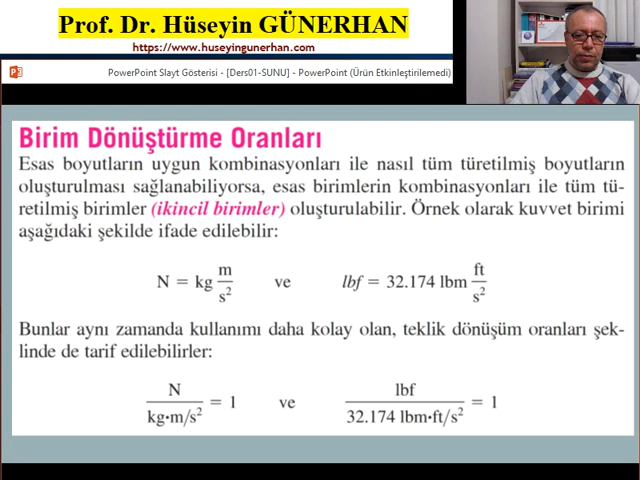 Prof. Dr. Hüseyin GÜNERHAN
https://www.huseyingunerhan.com
PowerPoint Slayt Gösterisi - [Ders01-SUNU] - PowerPoint (Ürün Etkinleştirilemedi)
Birim Dönüştürme Oranları
Esas boyutların uygun kombinasyonları ile nasıl tüm türetilmiş boyutların
oluşturulması sağlanabiliyorsa, esas birimlerin kombinasyonları ile tüm tü-
retilmiş birimler (ikincil birimler) oluşturulabilir. Örnek olarak kuvvet birimi
aşağıdaki şekilde ifade edilebilir:
N = kg m/s² ve lbf = 32.174 lbm ft/s²
Bunlar aynı zamanda kullanımı daha kolay olan, teklik dönüşüm oranları şek-
linde de tarif edilebilirler:
N/kg·m/s² = 1 ve lbf/32.174 lbm·ft/s² = 1